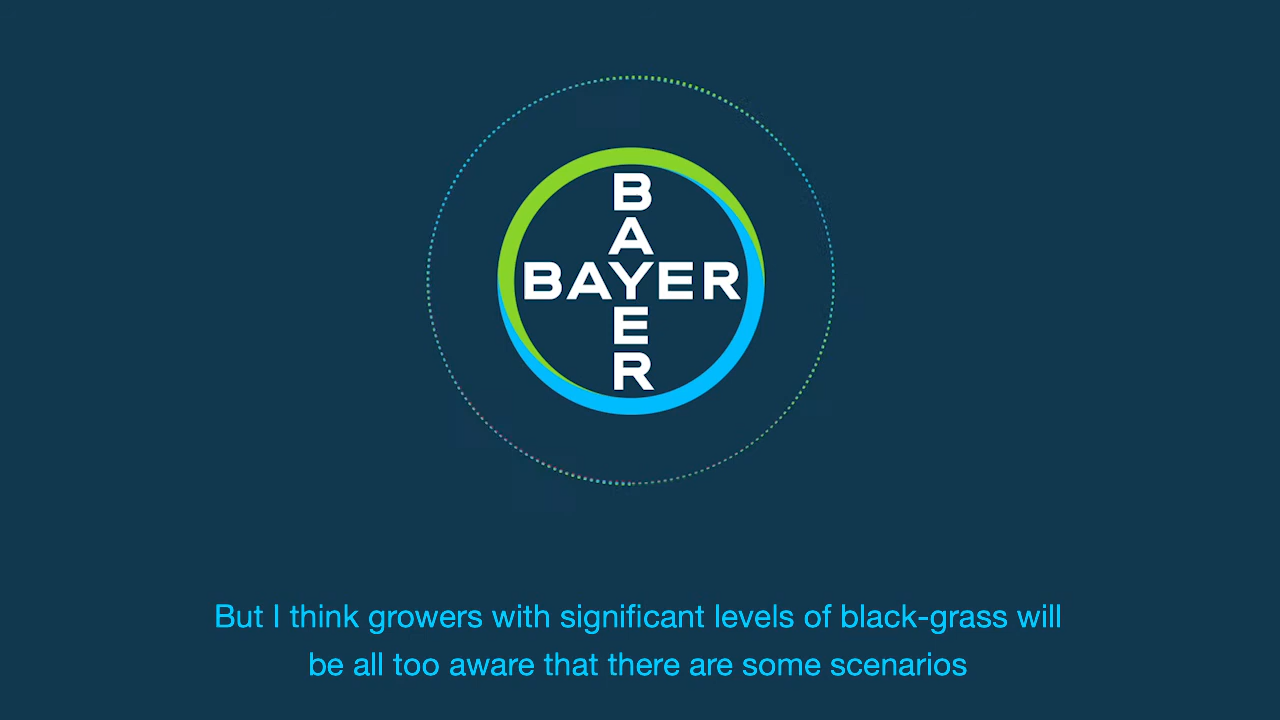 BAYER
BAYER
But I think growers with significant levels of black-grass will
be all too aware that there are some scenarios